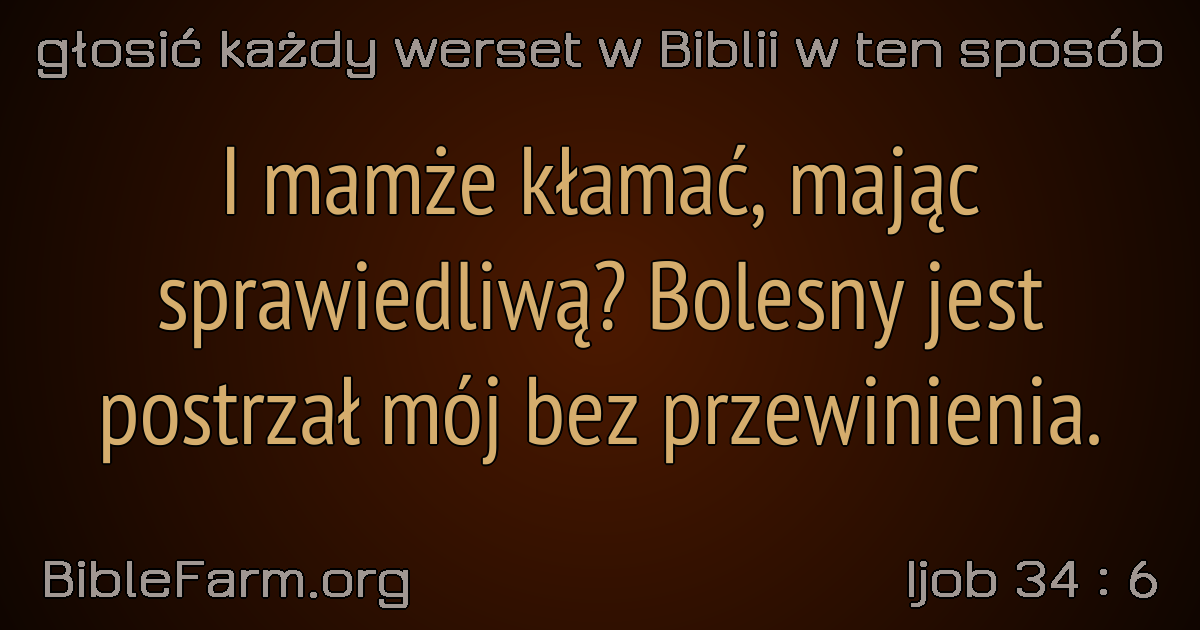 głosić każdy werset w Biblii w ten sposób
I mamże kłamać, mając
sprawiedliwą? Bolesny jest
postrzał mój bez przewinienia.
BibleFarm.org
Ijob 34 : 6